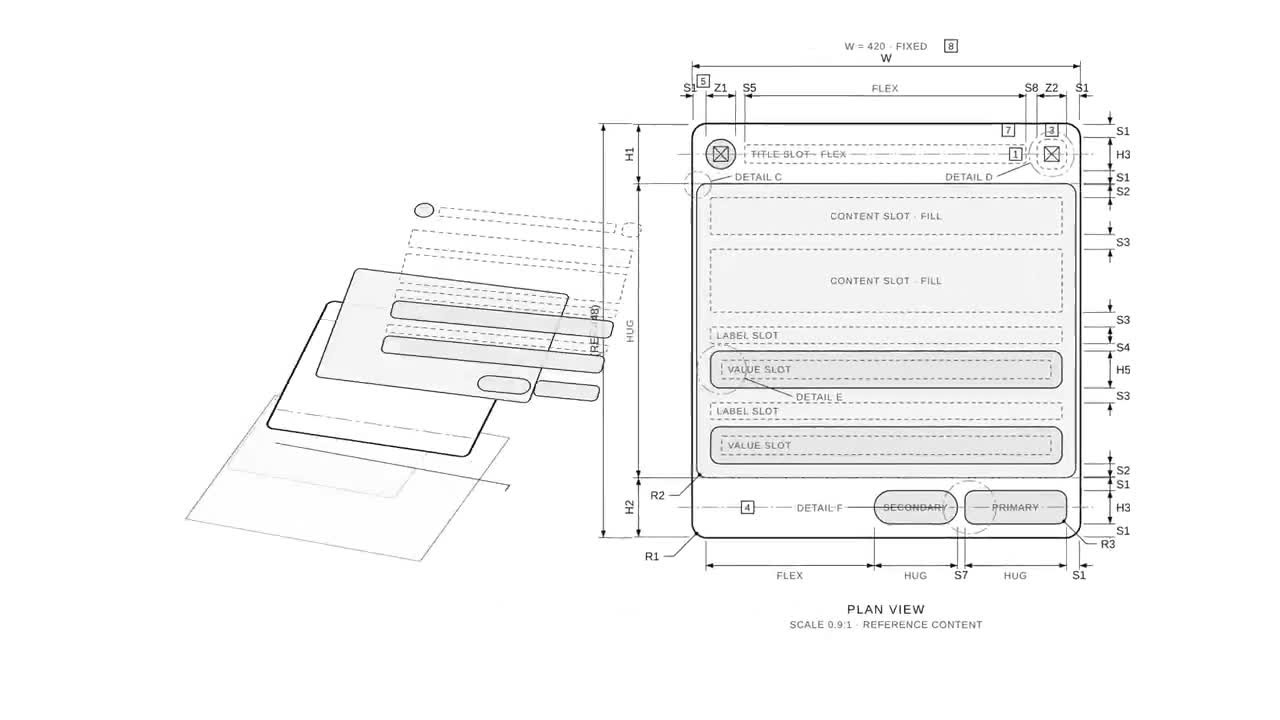 W = 420 · FIXED 8
W
5
S1 Z1 S5 FLEX S8 Z2 S1
7 3 S1
H1 TITLE SLOT · FLEX 1 H3
DETAIL C DETAIL D S1
S2
CONTENT SLOT · FILL
S3
CONTENT SLOT · FILL
S3
HUG LABEL SLOT
S4
VALUE SLOT H5
DETAIL E S3
LABEL SLOT
VALUE SLOT
S2
S1
R2
H2 4 DETAIL F SECONDARY PRIMARY H3
S1
R3
R1
FLEX HUG S7 HUG S1
PLAN VIEW
SCALE 0.9:1 · REFERENCE CONTENT